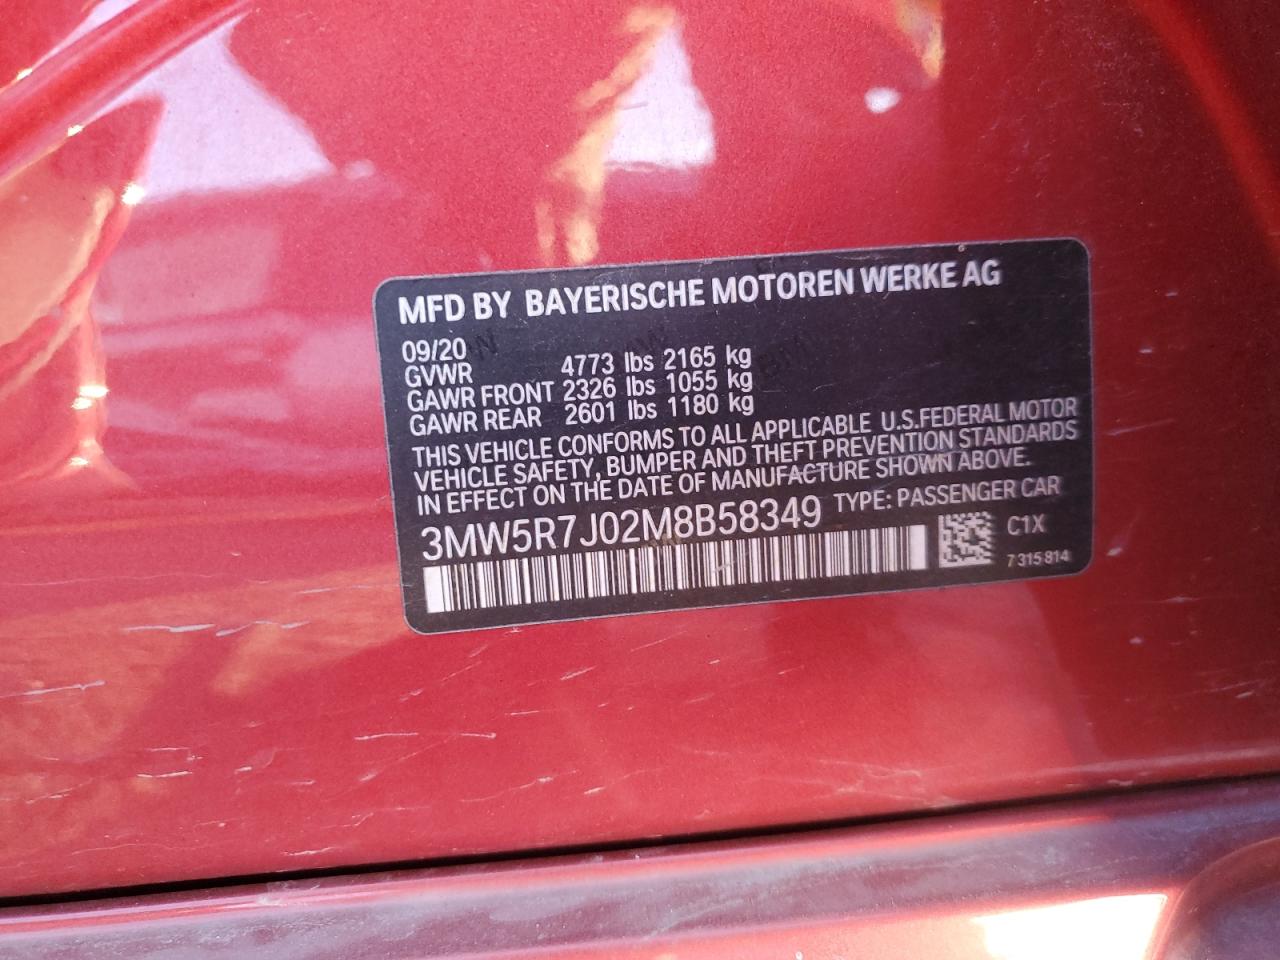 MFD BY BAYERISCHE MOTOREN WERKE AG
09/20
GVWR 4773 lbs 2165 kg
GAWR FRONT 2326 lbs 1055 kg
GAWR REAR 2601 lbs 1180 kg
THIS VEHICLE CONFORMS TO ALL APPLICABLE U.S.FEDERAL MOTOR
VEHICLE SAFETY, BUMPER AND THEFT PREVENTION STANDARDS
IN EFFECT ON THE DATE OF MANUFACTURE SHOWN ABOVE.
3MW5R7J02M8B58349 TYPE: PASSENGER CAR
C1X
7 315 814